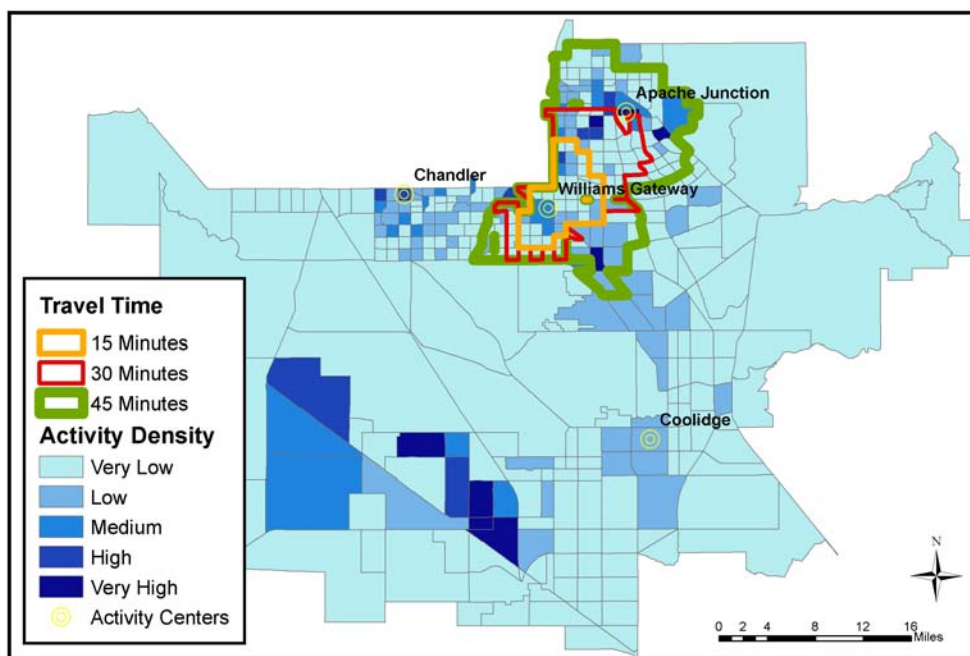 Apache Junction
Chandler
Williams Gateway
Coolidge
Travel Time
15 Minutes
30 Minutes
45 Minutes
Activity Density
Very Low
Low
Medium
High
Very High
Activity Centers
N
0 2 4 8 12 16
Miles